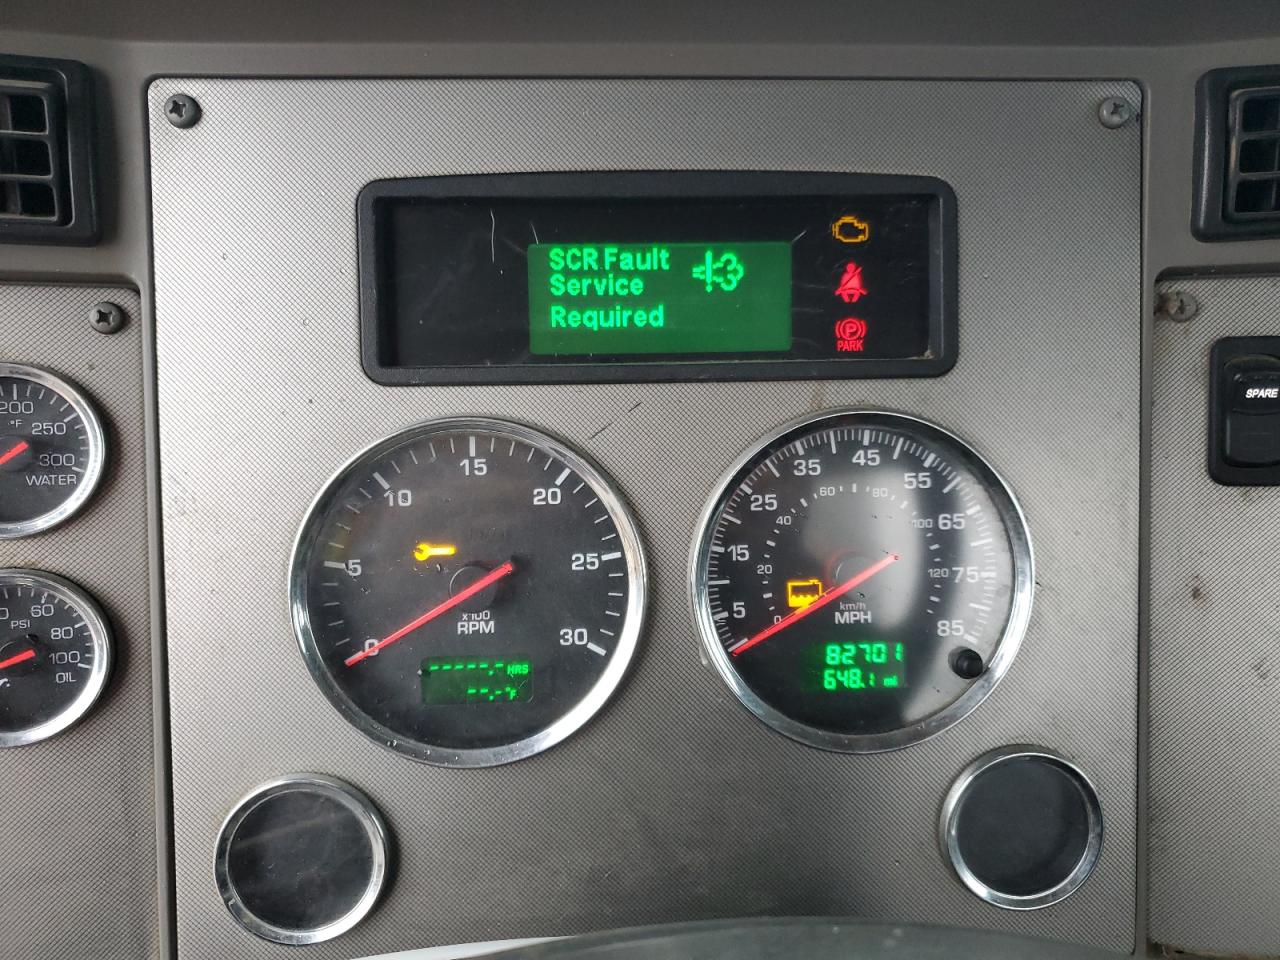 SCR Fault
Service
Required
PARK
SPARE
200
°F
250
300
WATER
60
PSI
80
100
OIL
0
5
10
15
20
25
30
x100
RPM
-----.- HRS
--.- °F
5
15
25
35
45
55
65
75
85
0
20
40
60
80
100
120
km/h
MPH
82701
648.1 mi